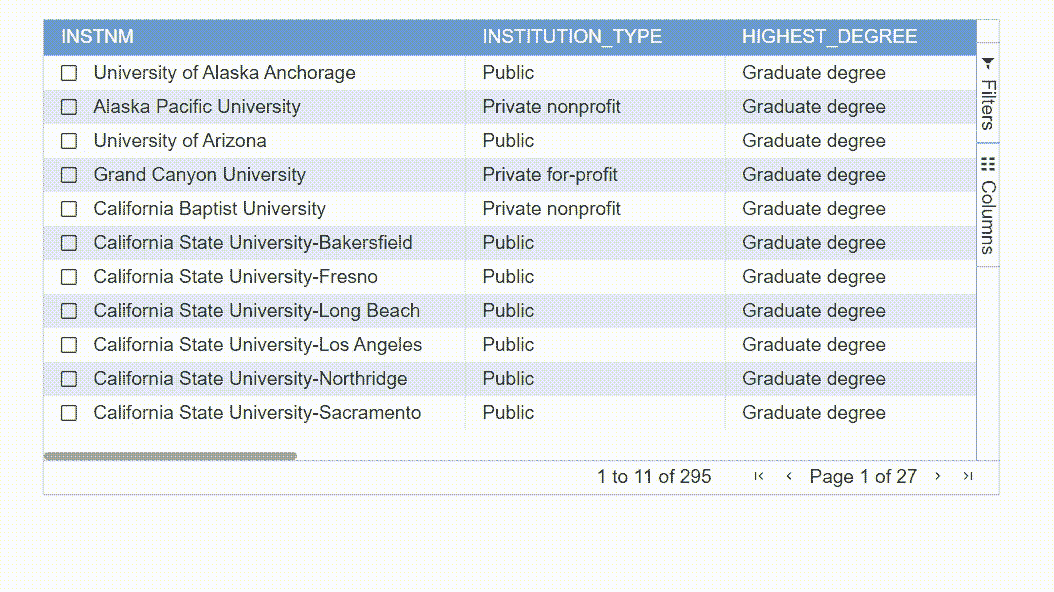 INSTNM INSTITUTION_TYPE HIGHEST_DEGREE
University of Alaska Anchorage Public Graduate degree
Alaska Pacific University Private nonprofit Graduate degree
University of Arizona Public Graduate degree
Grand Canyon University Private for-profit Graduate degree
California Baptist University Private nonprofit Graduate degree
California State University-Bakersfield Public Graduate degree
California State University-Fresno Public Graduate degree
California State University-Long Beach Public Graduate degree
California State University-Los Angeles Public Graduate degree
California State University-Northridge Public Graduate degree
California State University-Sacramento Public Graduate degree
Filters
Columns
1 to 11 of 295 Page 1 of 27